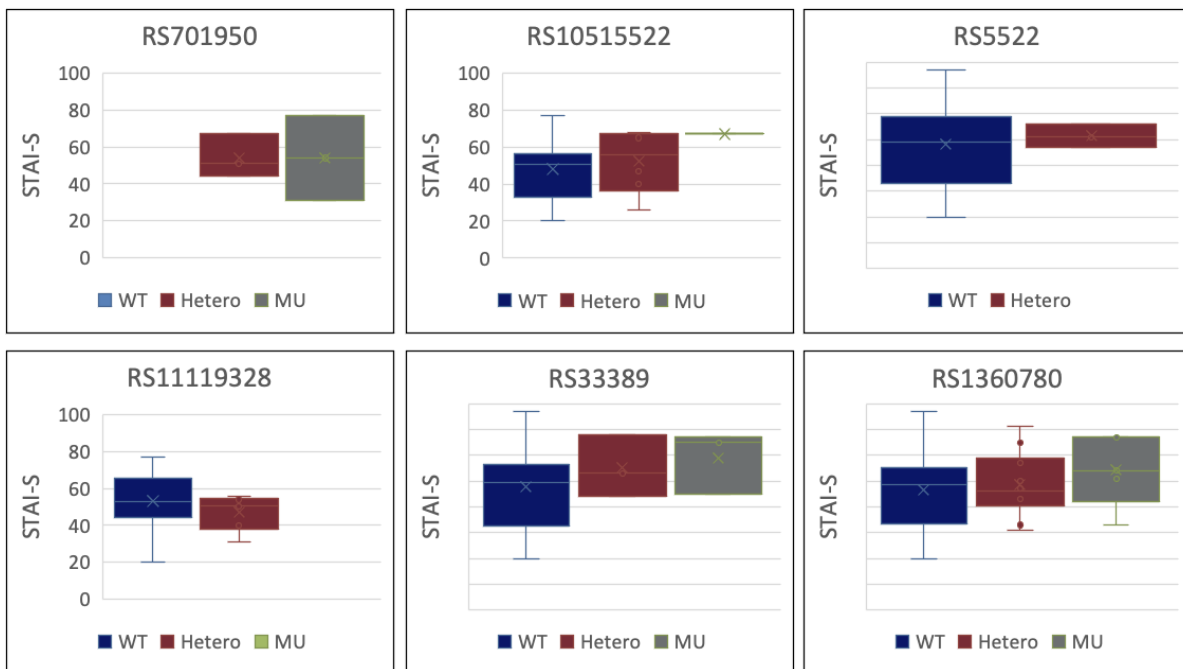 RS701950
100
80
60
40
20
0
STAI-S
WT Hetero MU
RS10515522
100
80
60
40
20
0
STAI-S
WT Hetero MU
RS5522
STAI-S
WT Hetero
RS11119328
100
80
60
40
20
0
STAI-S
WT Hetero MU
RS33389
STAI-S
WT Hetero MU
RS1360780
STAI-S
WT Hetero MU